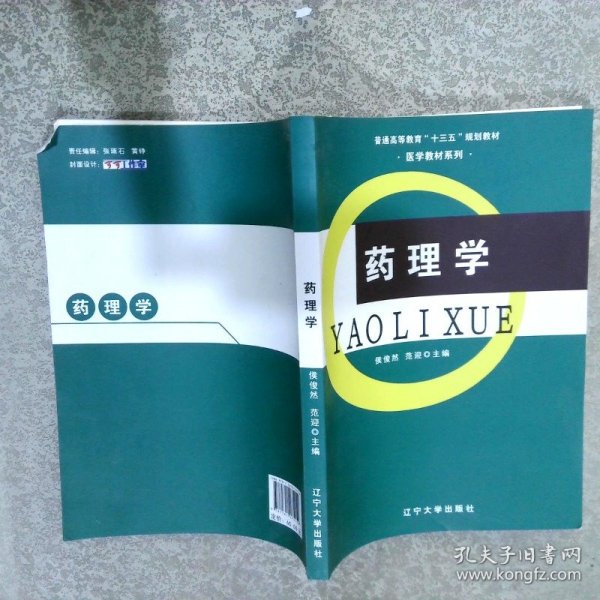 责任编辑：张琢石 黄铮
封面设计：
药理学
药理学
侯俊然 范迎◎主编
辽宁大学出版社
普通高等教育“十三五”规划教材
·医学教材系列·
药理学
YAOLIXUE
侯俊然 范迎◎主编
辽宁大学出版社
孔夫子旧书网
www.kongfz.com